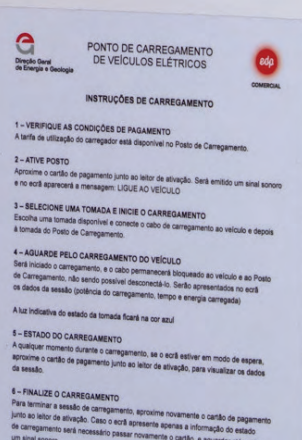 Direção Geral
de Energia e Geologia
PONTO DE CARREGAMENTO
DE VEÍCULOS ELÉTRICOS
edp
COMERCIAL
INSTRUÇÕES DE CARREGAMENTO
1 – VERIFIQUE AS CONDIÇÕES DE PAGAMENTO
A tarifa de utilização do carregador está disponível no Posto de Carregamento.
2 – ATIVE POSTO
Aproxime o cartão de pagamento junto ao leitor de ativação. Será emitido um sinal sonoro
e no ecrã aparecerá a mensagem: LIGUE AO VEÍCULO
3 – SELECIONE UMA TOMADA E INICIE O CARREGAMENTO
Escolha uma tomada disponível e conecte o cabo de carregamento ao veículo e depois
à tomada do Posto de Carregamento.
4 – AGUARDE PELO CARREGAMENTO DO VEÍCULO
Será iniciado o carregamento, e o cabo permanecerá bloqueado ao veículo e ao Posto
de Carregamento, não sendo possível desconectá-lo. Serão apresentados no ecrã
os dados da sessão (potência do carregamento, tempo e energia carregada)
A luz indicativa do estado da tomada ficará na cor azul
5 – ESTADO DO CARREGAMENTO
A qualquer momento durante o carregamento, se o ecrã estiver em modo de espera,
aproxime o cartão de pagamento junto ao leitor de ativação, para visualizar os dados
da sessão.
6 – FINALIZE O CARREGAMENTO
Para terminar a sessão de carregamento, aproxime novamente o cartão de pagamento
junto ao leitor de ativação. Caso o ecrã apresente apenas a informação do estado
de carregamento será necessário passar novamente o cartão, e
um sinal sonoro